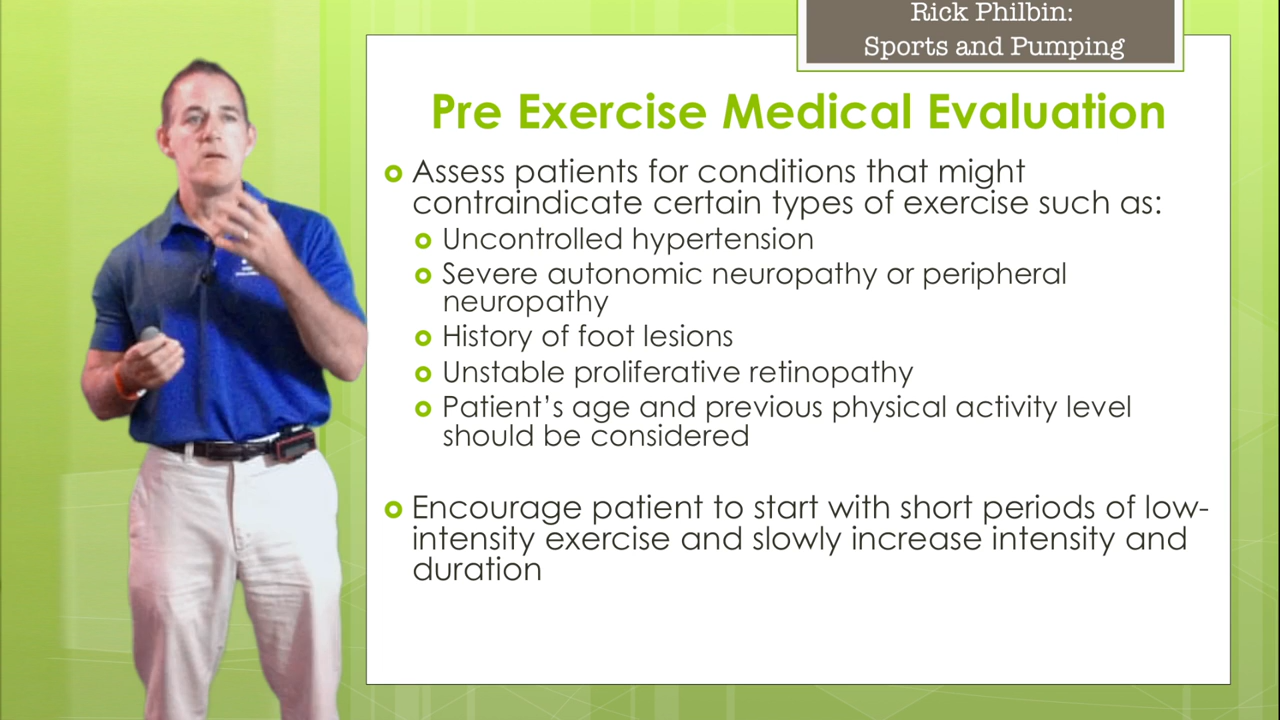 Rick Philbin:
Sports and Pumping
Pre Exercise Medical Evaluation
Assess patients for conditions that might
contraindicate certain types of exercise such as:
Uncontrolled hypertension
Severe autonomic neuropathy or peripheral
neuropathy
History of foot lesions
Unstable proliferative retinopathy
Patient’s age and previous physical activity level
should be considered
Encourage patient to start with short periods of low-
intensity exercise and slowly increase intensity and
duration